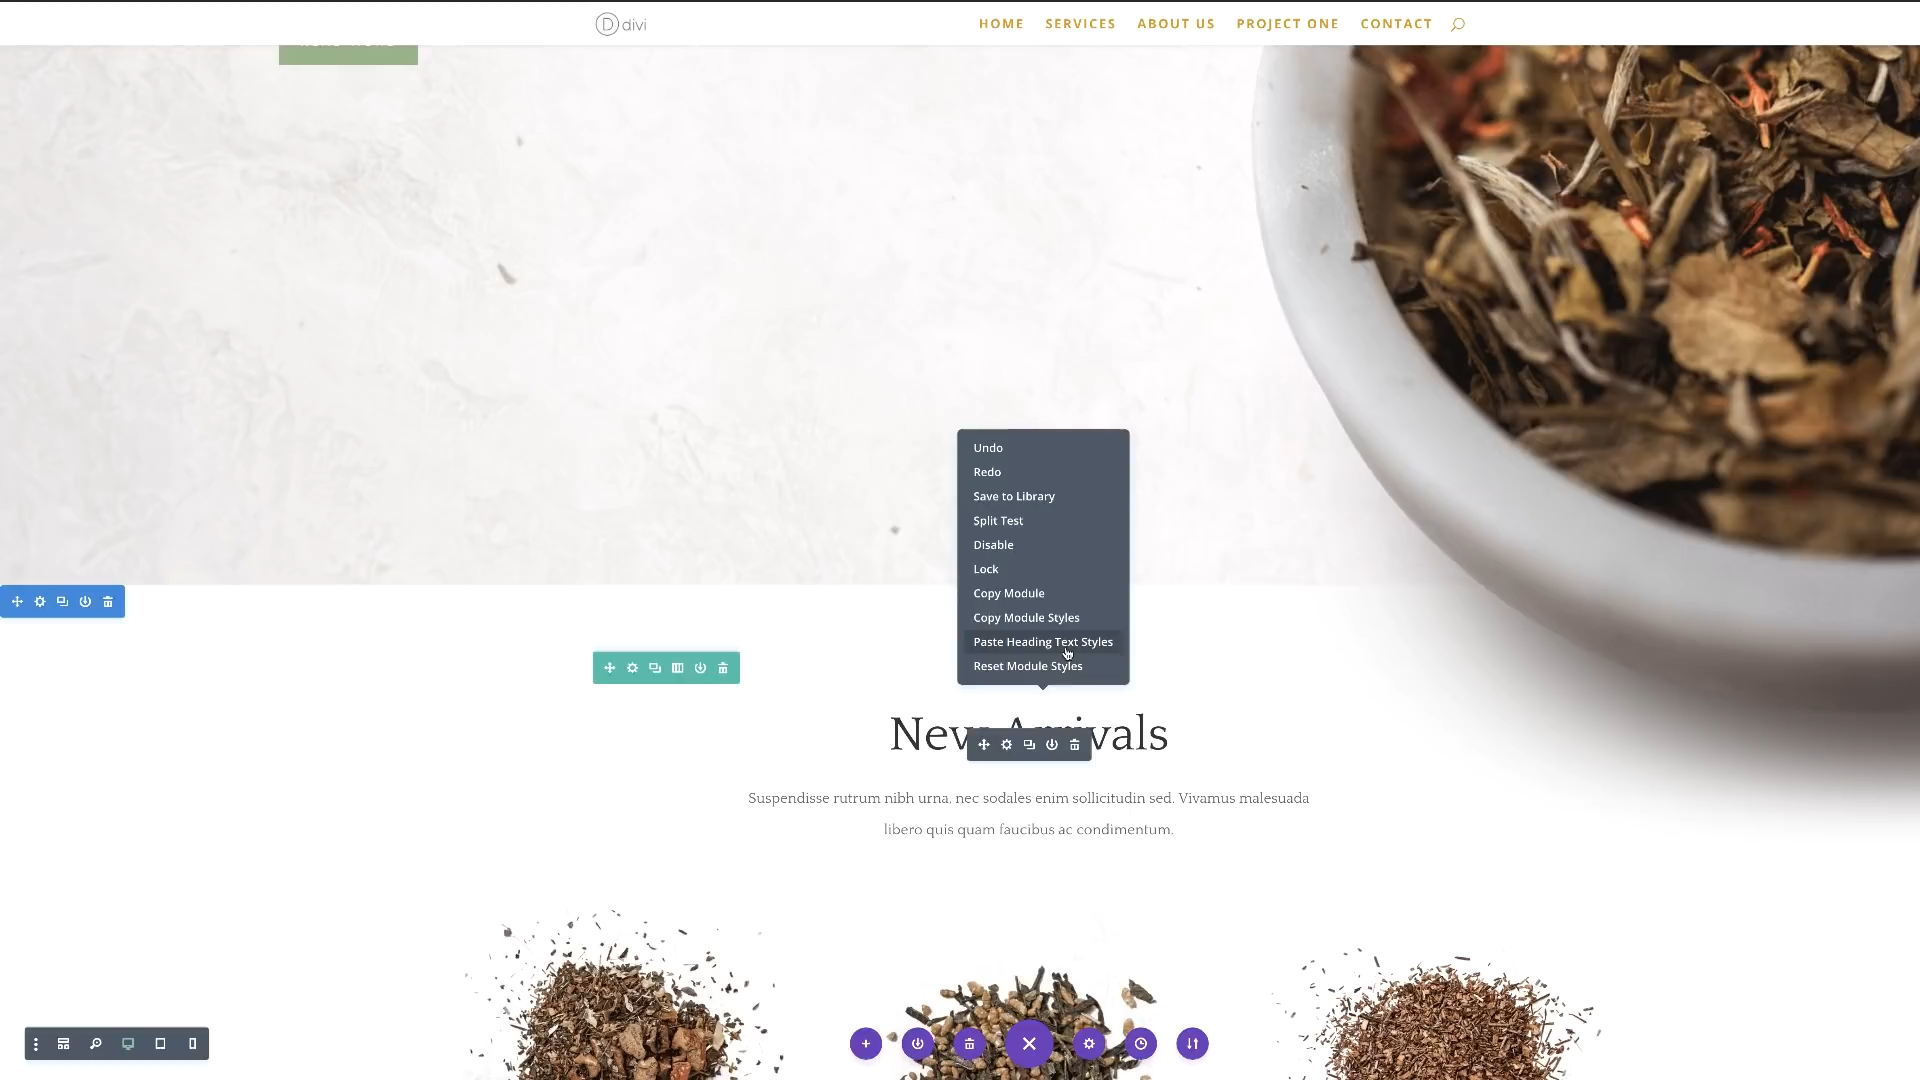 divi
HOME SERVICES ABOUT US PROJECT ONE CONTACT
Undo
Redo
Save to Library
Split Test
Disable
Lock
Copy Module
Copy Module Styles
Paste Heading Text Styles
Reset Module Styles
New Arrivals
Suspendisse rutrum nibh urna, nec sodales enim sollicitudin sed. Vivamus malesuada
libero quis quam faucibus ac condimentum.